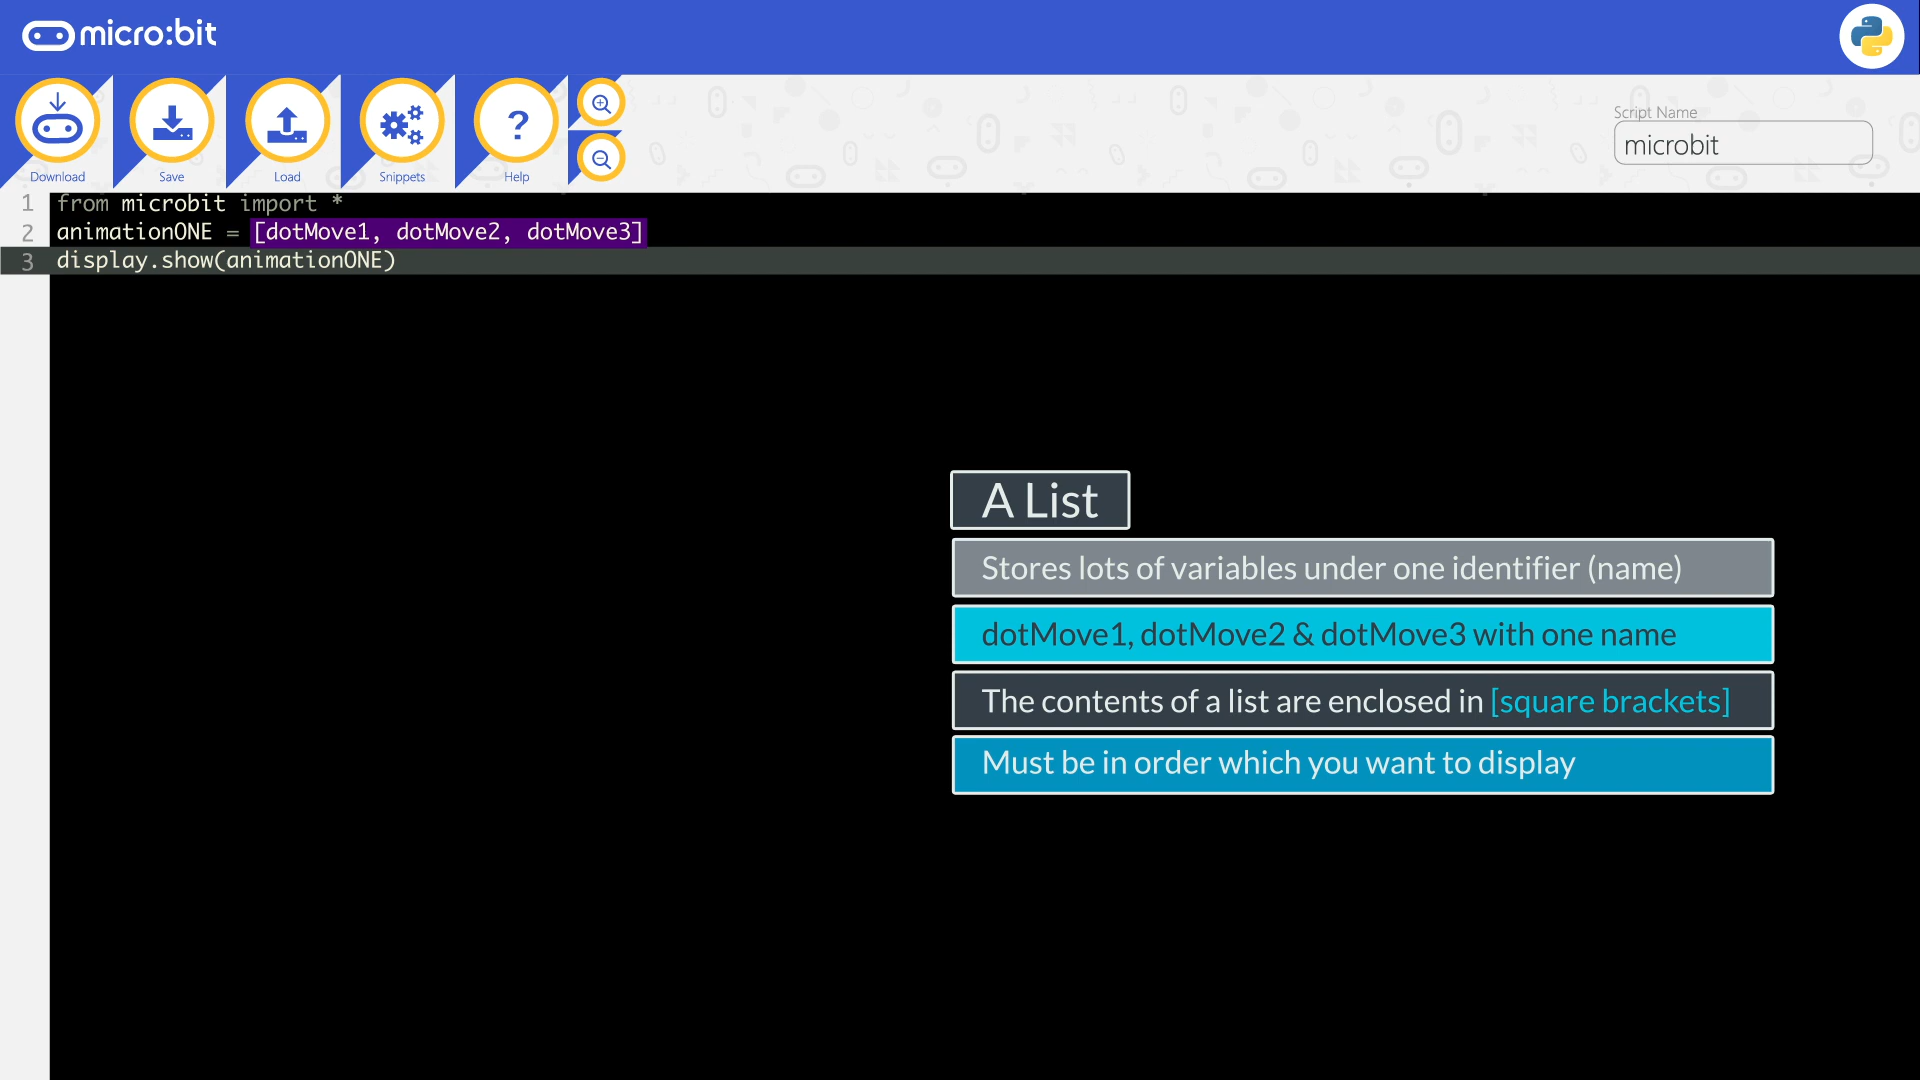 micro:bit
Download
Save
Load
Snippets
?
Help
Script Name
microbit
1 from microbit import *
2 animationONE = [dotMove1, dotMove2, dotMove3]
3 display.show(animationONE)
A List
Stores lots of variables under one identifier (name)
dotMove1, dotMove2 & dotMove3 with one name
The contents of a list are enclosed in [square brackets]
Must be in order which you want to display